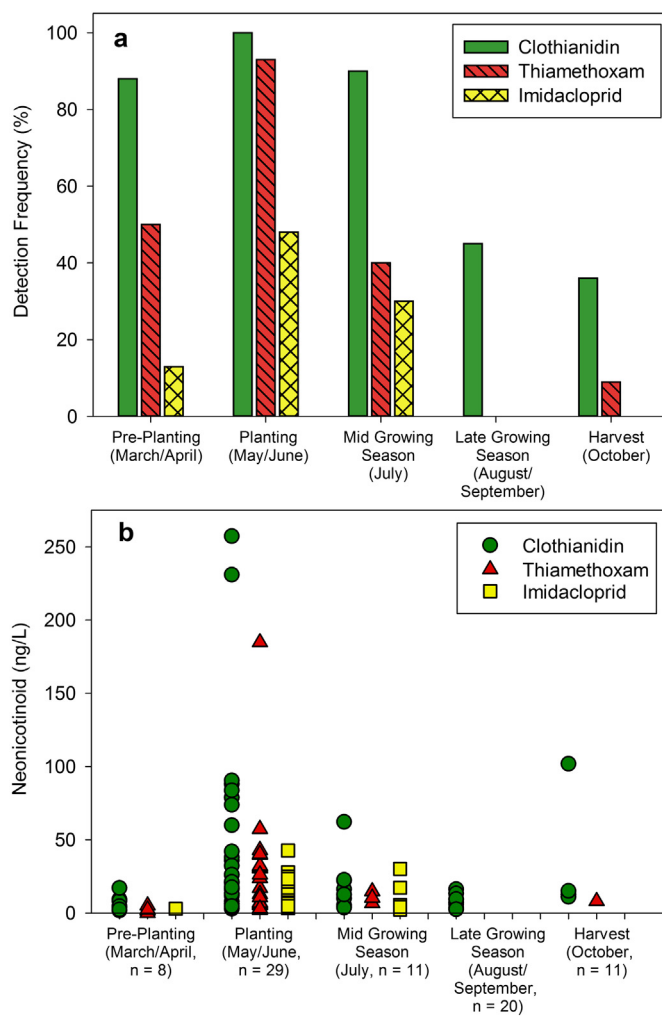 a
Clothianidin
Thiamethoxam
Imidacloprid
Detection Frequency (%)
100
80
60
40
20
0
Pre-Planting
(March/April)
Planting
(May/June)
Mid Growing
Season
(July)
Late Growing
Season
(August/
September)
Harvest
(October)
b
Clothianidin
Thiamethoxam
Imidacloprid
Neonicotinoid (ng/L)
250
200
150
100
50
0
Pre-Planting
(March/April,
n = 8)
Planting
(May/June,
n = 29)
Mid Growing
Season
(July, n = 11)
Late Growing
Season
(August/
September,
n = 20)
Harvest
(October,
n = 11)